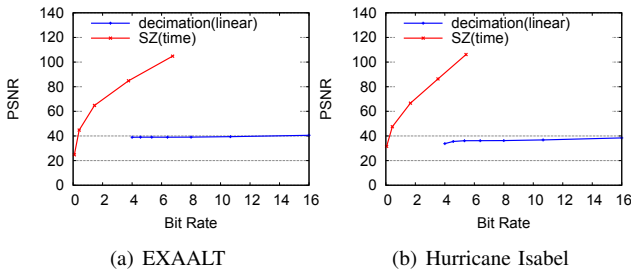 decimation(linear)
SZ(time)
PSNR
140
120
100
80
60
40
20
0
0 2 4 6 8 10 12 14 16
Bit Rate
(a) EXAALT
decimation(linear)
SZ(time)
PSNR
140
120
100
80
60
40
20
0
0 2 4 6 8 10 12 14 16
Bit Rate
(b) Hurricane Isabel